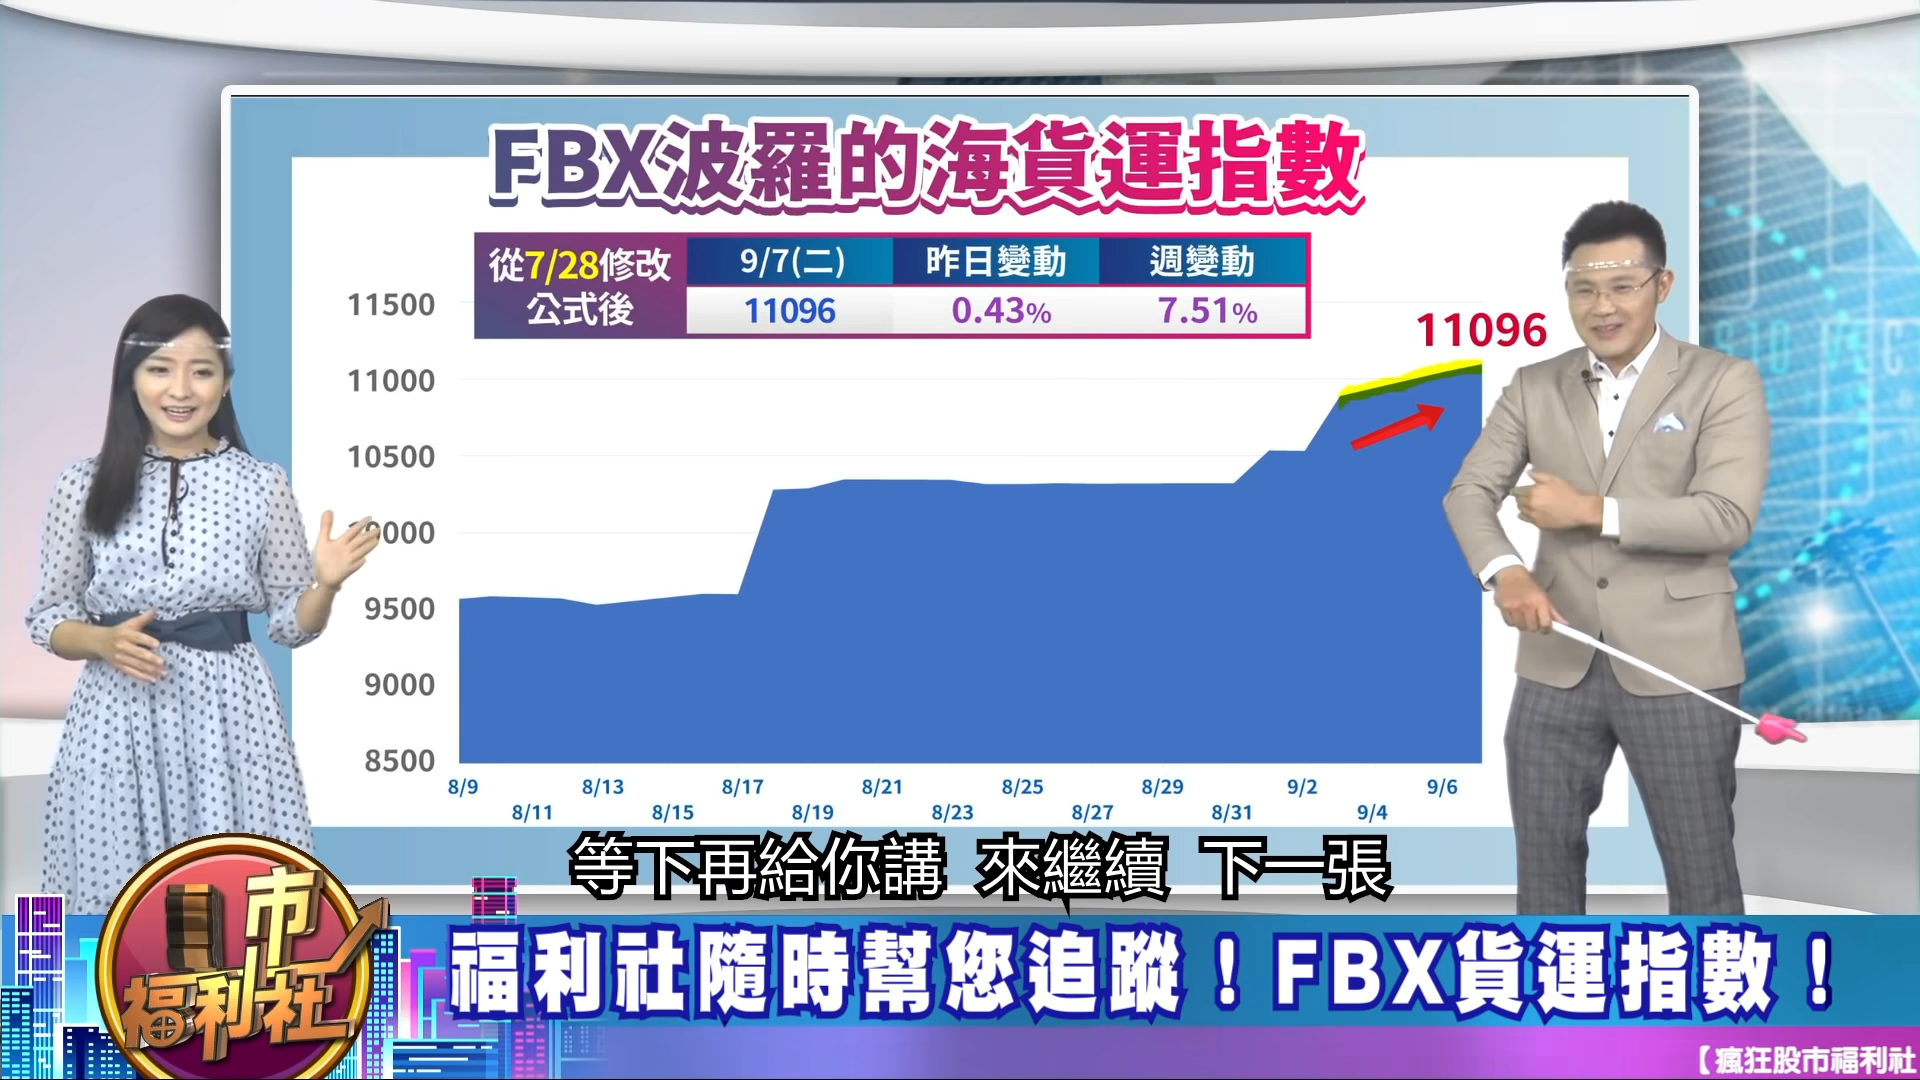 FBX波羅的海貨運指數
從7/28修改
公式後
9/7(二) 昨日變動 週變動
11096 0.43% 7.51%
11096
11500
11000
10500
9500
9000
8500
8/9 8/13 8/17 8/21 8/25 8/29 9/2 9/6
8/11 8/15 8/19 8/23 8/27 8/31 9/4
等下再給你講 來繼續 下一張
市
福利社
福利社隨時幫您追蹤！FBX貨運指數！
【瘋狂股市福利社